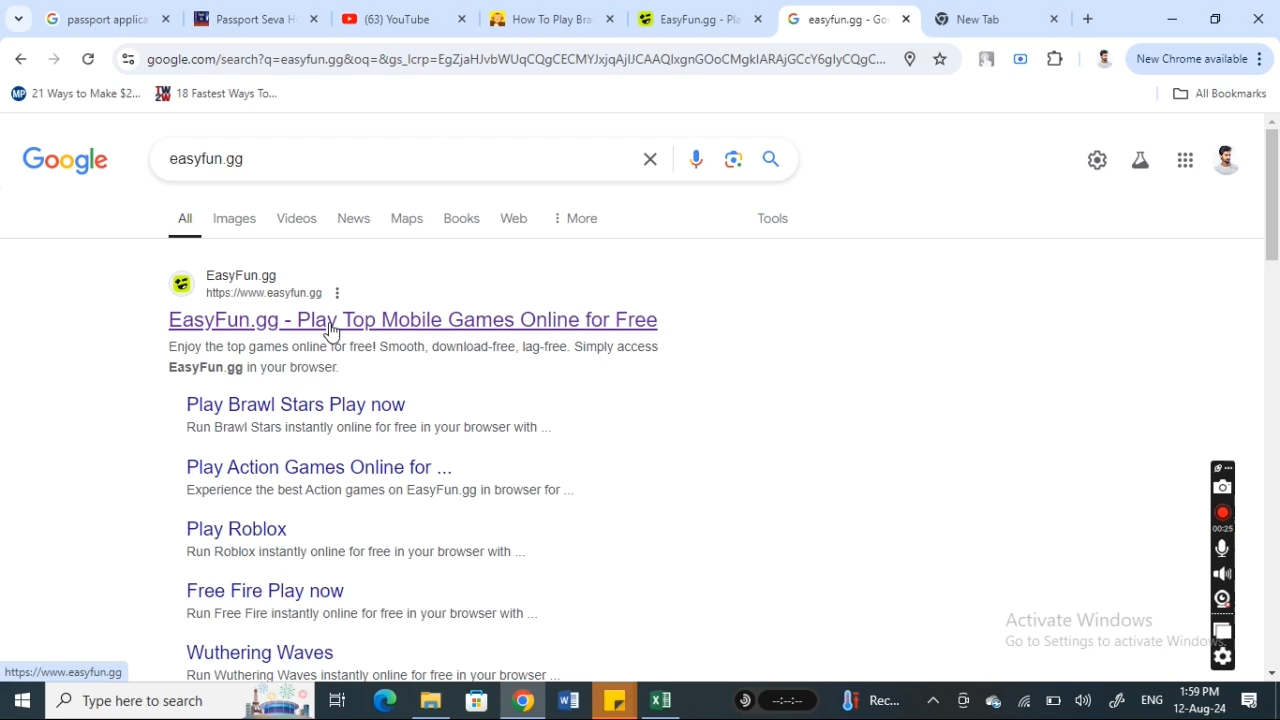 passport applica
Passport Seva H
(63) YouTube
How To Play Bra
EasyFun.gg - Pla
easyfun.gg - Go
New Tab
google.com/search?q=easyfun.gg&oq=&gs_lcrp=EgZjaHJvbWUqCQgCECMYJxjqAjIJCAAQIxgnGOoCMgkIARAjGCcY6gIyCQgC...
New Chrome available
MP 21 Ways to Make $2...
18 Fastest Ways To...
All Bookmarks
Google
easyfun.gg
All
Images
Videos
News
Maps
Books
Web
More
Tools
EasyFun.gg
https://www.easyfun.gg
EasyFun.gg - Play Top Mobile Games Online for Free
Enjoy the top games online for free! Smooth, download-free, lag-free. Simply access
EasyFun.gg in your browser.
Play Brawl Stars Play now
Run Brawl Stars instantly online for free in your browser with ...
Play Action Games Online for ...
Experience the best Action games on EasyFun.gg in browser for ...
Play Roblox
Run Roblox instantly online for free in your browser with ...
Free Fire Play now
Run Free Fire instantly online for free in your browser with ...
Wuthering Waves
Run Wuthering Waves instantly online for free in your browser ...
00:25
Activate Windows
Go to Settings to activate Windows.
https://www.easyfun.gg
Type here to search
--:--:--
Rec...
ENG
1:59 PM
12-Aug-24